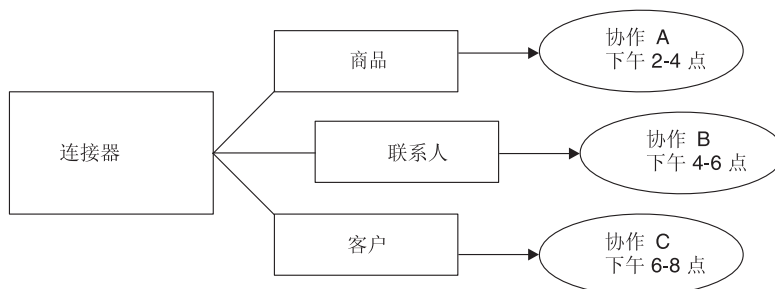 商品
协作 A
下午 2-4 点
连接器
联系人
协作 B
下午 4-6 点
客户
协作 C
下午 6-8 点